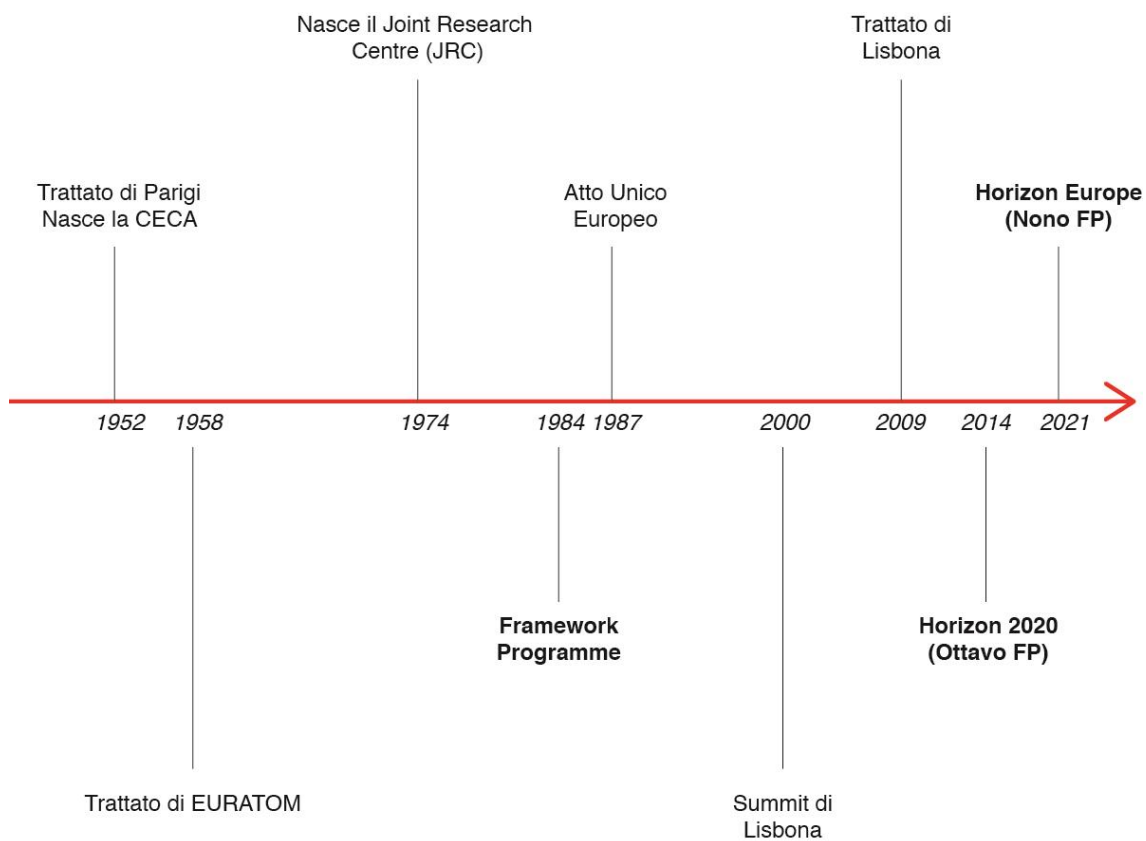 Nasce il Joint Research
Centre (JRC)
Trattato di
Lisbona
Trattato di Parigi
Nasce la CECA
Atto Unico
Europeo
Horizon Europe
(Nono FP)
1952 1958 1974 1984 1987 2000 2009 2014 2021
Framework
Programme
Horizon 2020
(Ottavo FP)
Trattato di EURATOM
Summit di
Lisbona